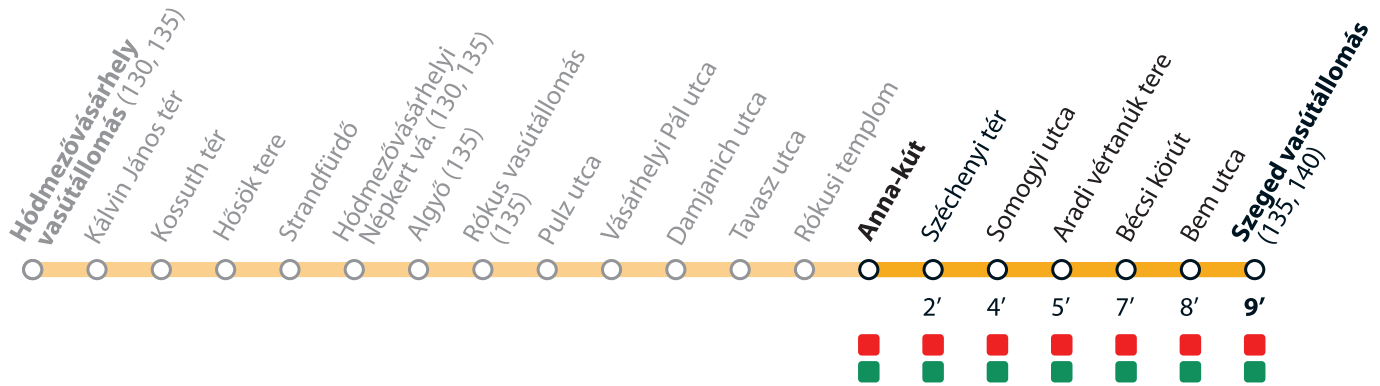 Hódmezővásárhely
vasútállomás (130, 135)
Kálvin János tér
Kossuth tér
Hősök tere
Strandfürdő
Hódmezővásárhelyi
Népkert vá. (130, 135)
Algyő (135)
Rókus vasútállomás
(135)
Pulz utca
Vásárhelyi Pál utca
Damjanich utca
Tavasz utca
Rókusi templom
Anna-kút
Széchenyi tér
Somogyi utca
Aradi vértanúk tere
Bécsi körút
Bem utca
Szeged vasútállomás
(135, 140)
2′ 4′ 5′ 7′ 8′ 9′